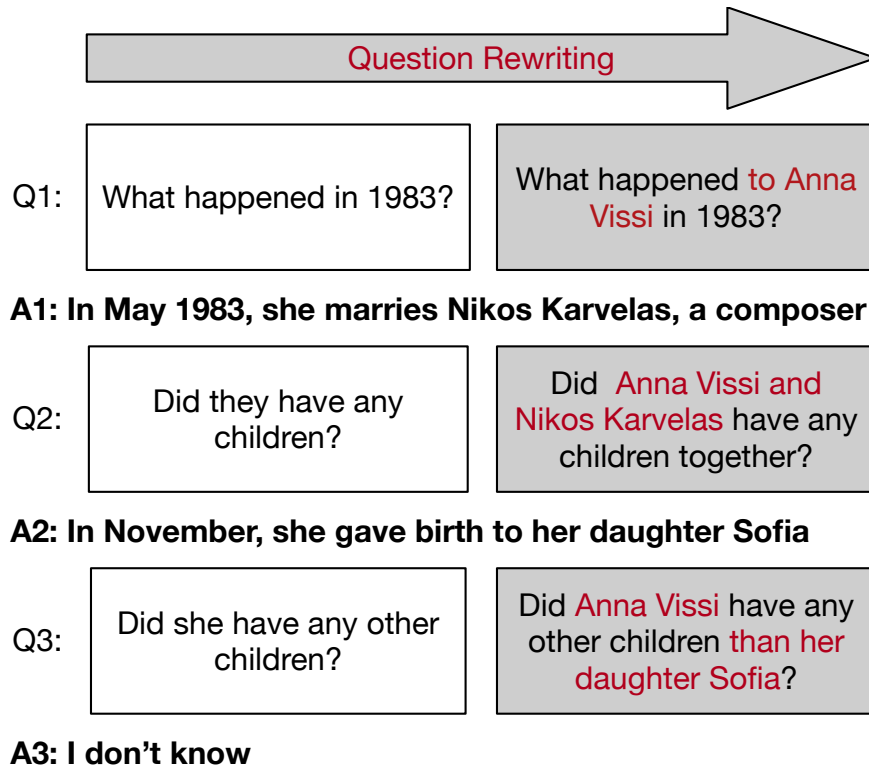 Question Rewriting
Q1:
What happened in 1983?
What happened to Anna
Vissi in 1983?
A1: In May 1983, she marries Nikos Karvelas, a composer
Q2:
Did they have any
children?
Did Anna Vissi and
Nikos Karvelas have any
children together?
A2: In November, she gave birth to her daughter Sofia
Q3:
Did she have any other
children?
Did Anna Vissi have any
other children than her
daughter Sofia?
A3: I don’t know